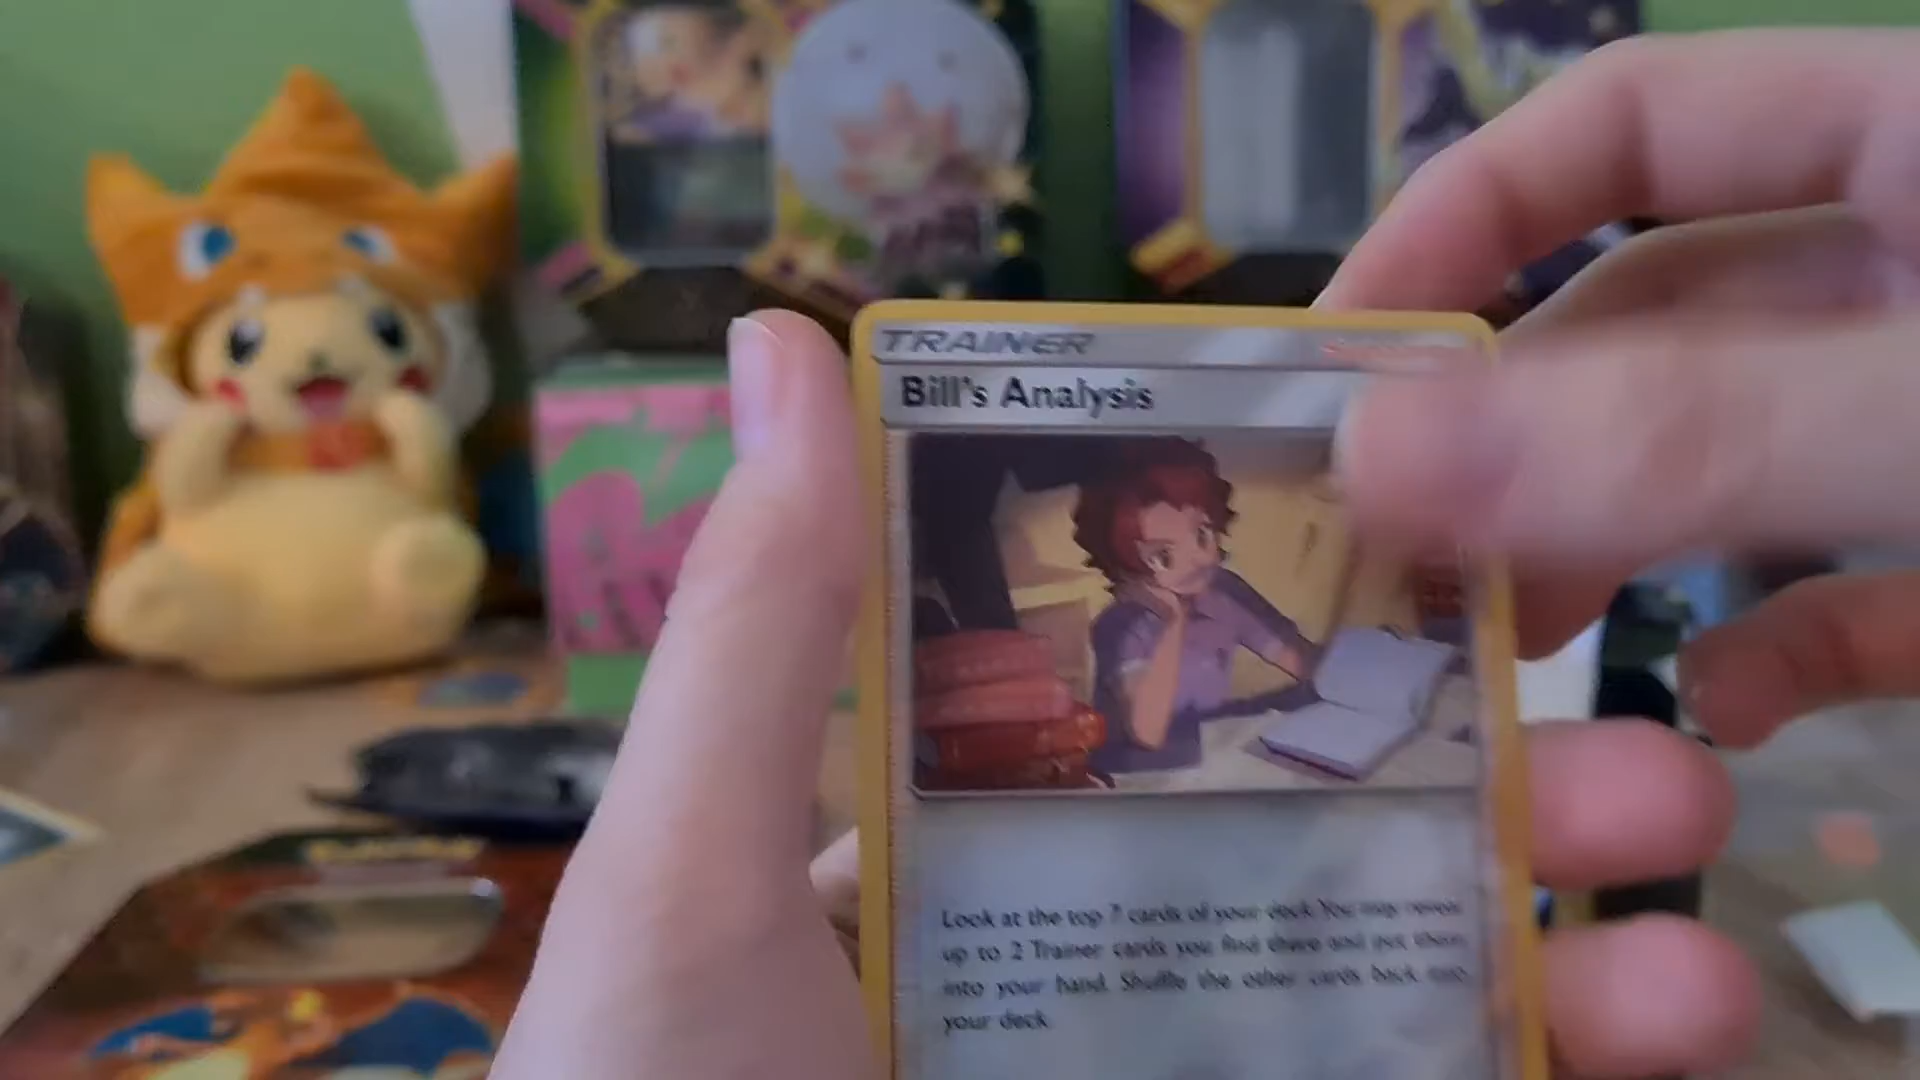 TRAINER
Bill's Analysis
Look at the top 7 cards of your deck. You may reveal
up to 2 Trainer cards you find there and put them
into your hand. Shuffle the other cards back into
your deck.